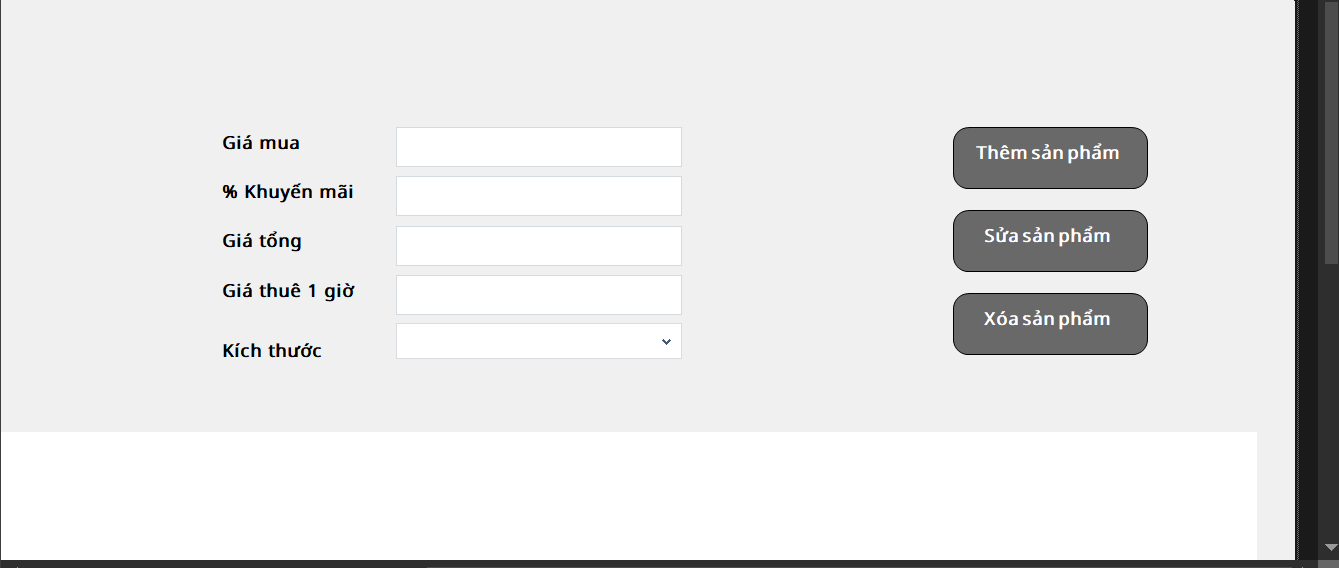 Giá mua
% Khuyến mãi
Giá tổng
Giá thuê 1 giờ
Kích thước
Thêm sản phẩm
Sửa sản phẩm
Xóa sản phẩm